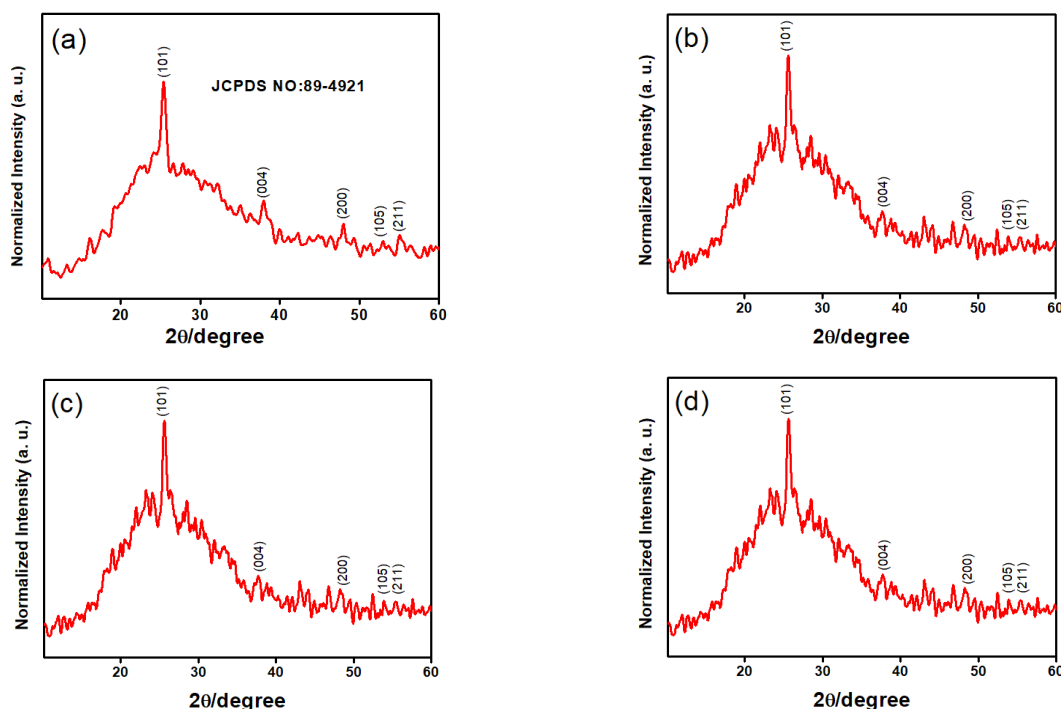 (a)
(101)
JCPDS NO:89-4921
(004)
(200)
(105)
(211)
Normalized Intensity (a. u.)
20 30 40 50 60
2θ/degree
(b)
(101)
(004)
(200)
(105)
(211)
Normalized Intensity (a. u.)
20 30 40 50 60
2θ/degree
(c)
(101)
(004)
(200)
(105)
(211)
Normalized Intensity (a. u.)
20 30 40 50 60
2θ/degree
(d)
(101)
(004)
(200)
(105)
(211)
Normalized Intensity (a. u.)
20 30 40 50 60
2θ/degree